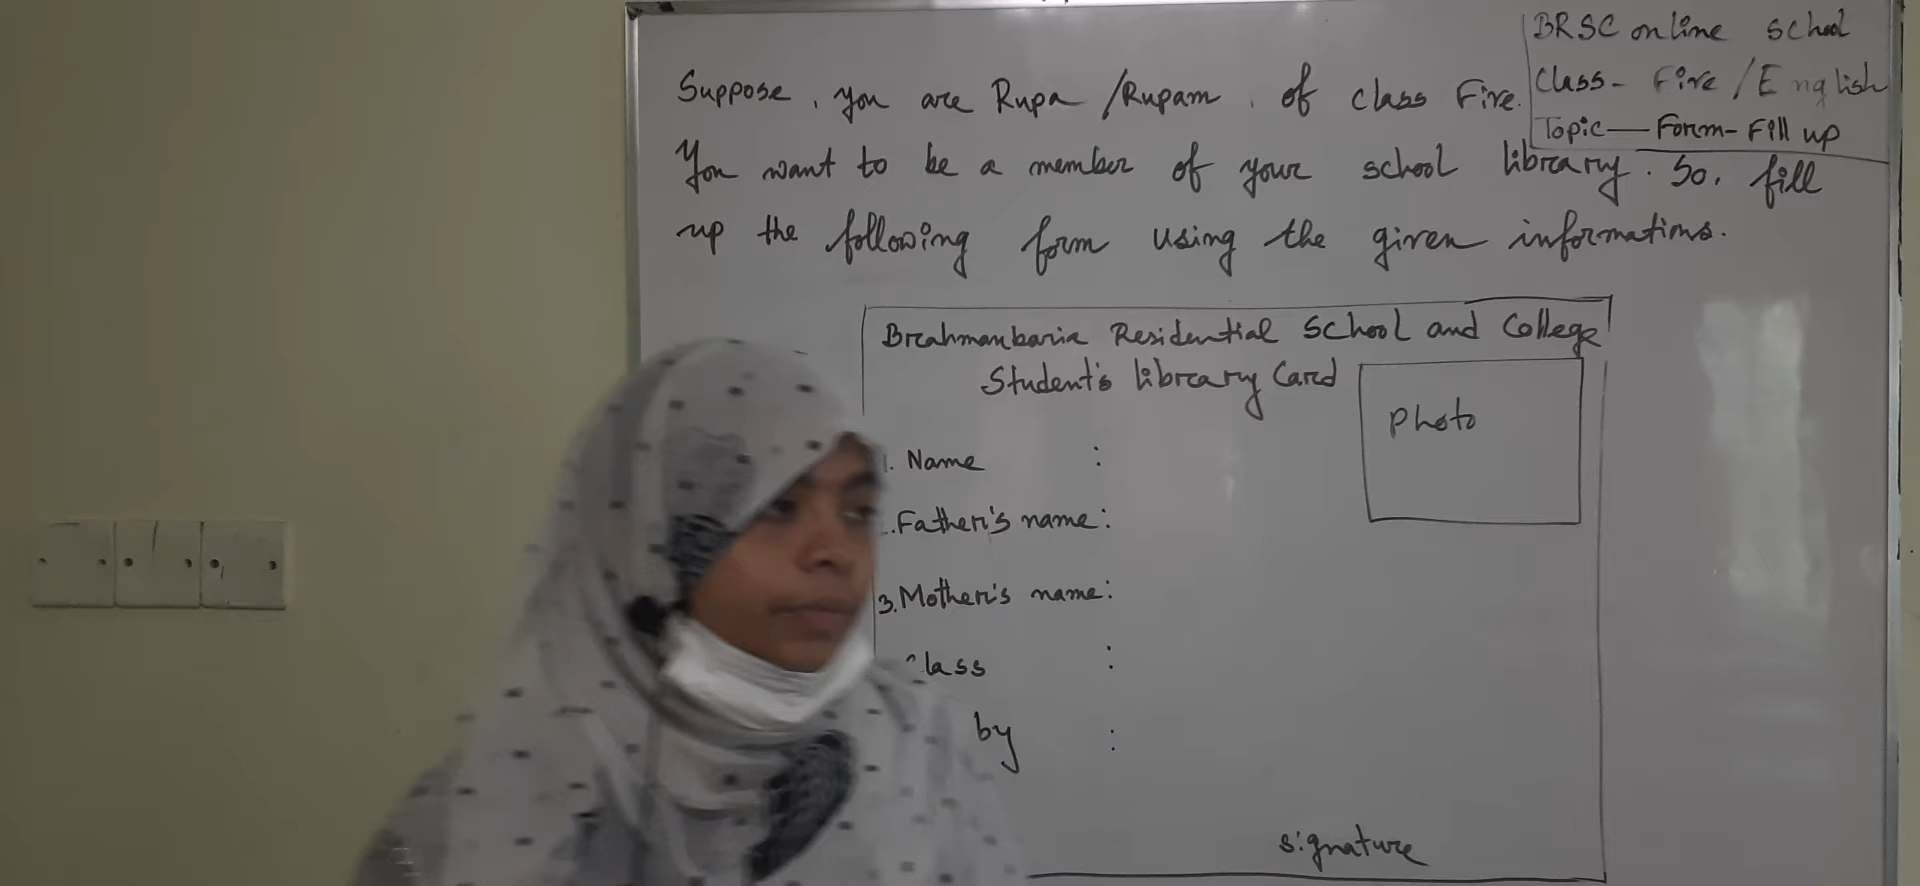 BRSC online school
Class- Five / English
Topic — Form- Fill up
Suppose, you are Rupa /Rupam, of class Five.
You want to be a member of your school library. So, fill
up the following form using the given informations.
Brahmanbaria Residential School and College
Student's library Card
Photo
1. Name :
Father's name:
3. Mother's name:
Class :
by :
signature